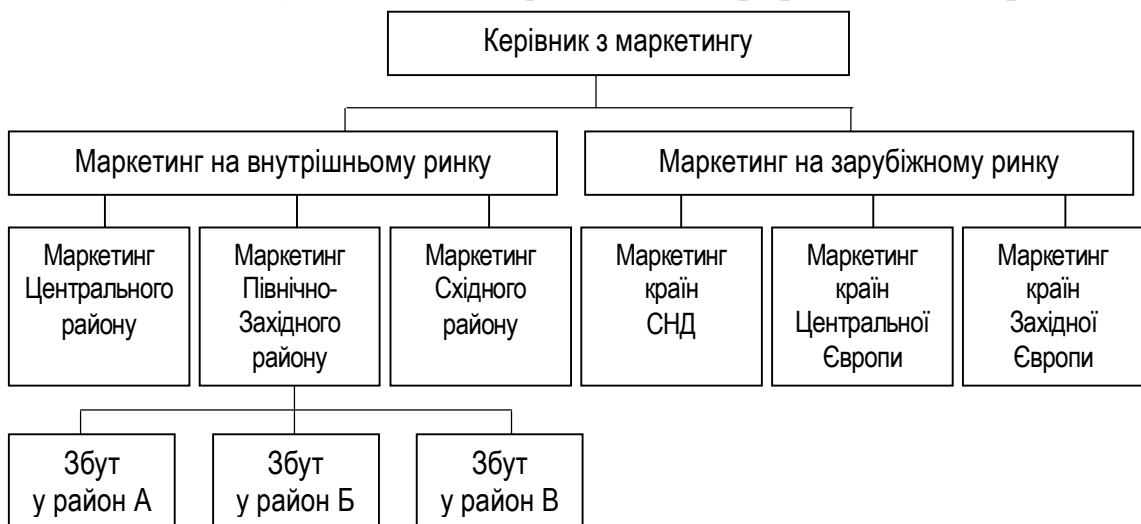 Керівник з маркетингу
Маркетинг на внутрішньому ринку
Маркетинг на зарубіжному ринку
Маркетинг
Центрального
району
Маркетинг
Північно-
Західного
району
Маркетинг
Східного
району
Маркетинг
країн
СНД
Маркетинг
країн
Центральної
Європи
Маркетинг
країн
Західної
Європи
Збут
у район А
Збут
у район Б
Збут
у район В